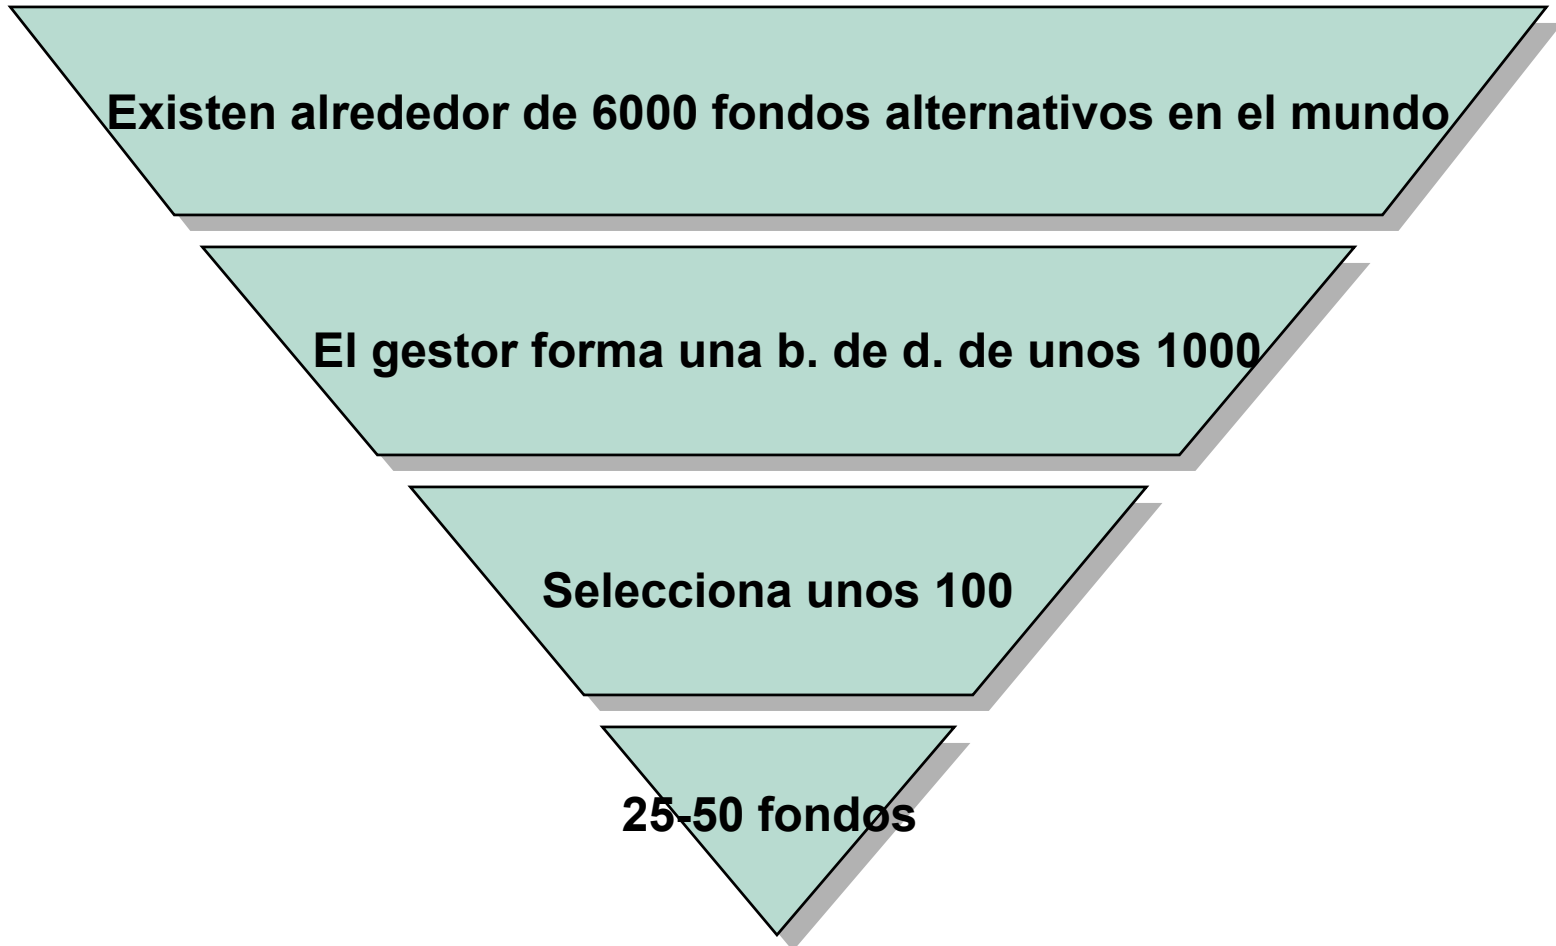 Existen alrededor de 6000 fondos alternativos en el mundo
El gestor forma una b. de d. de unos 1000
Selecciona unos 100
25-50 fondos